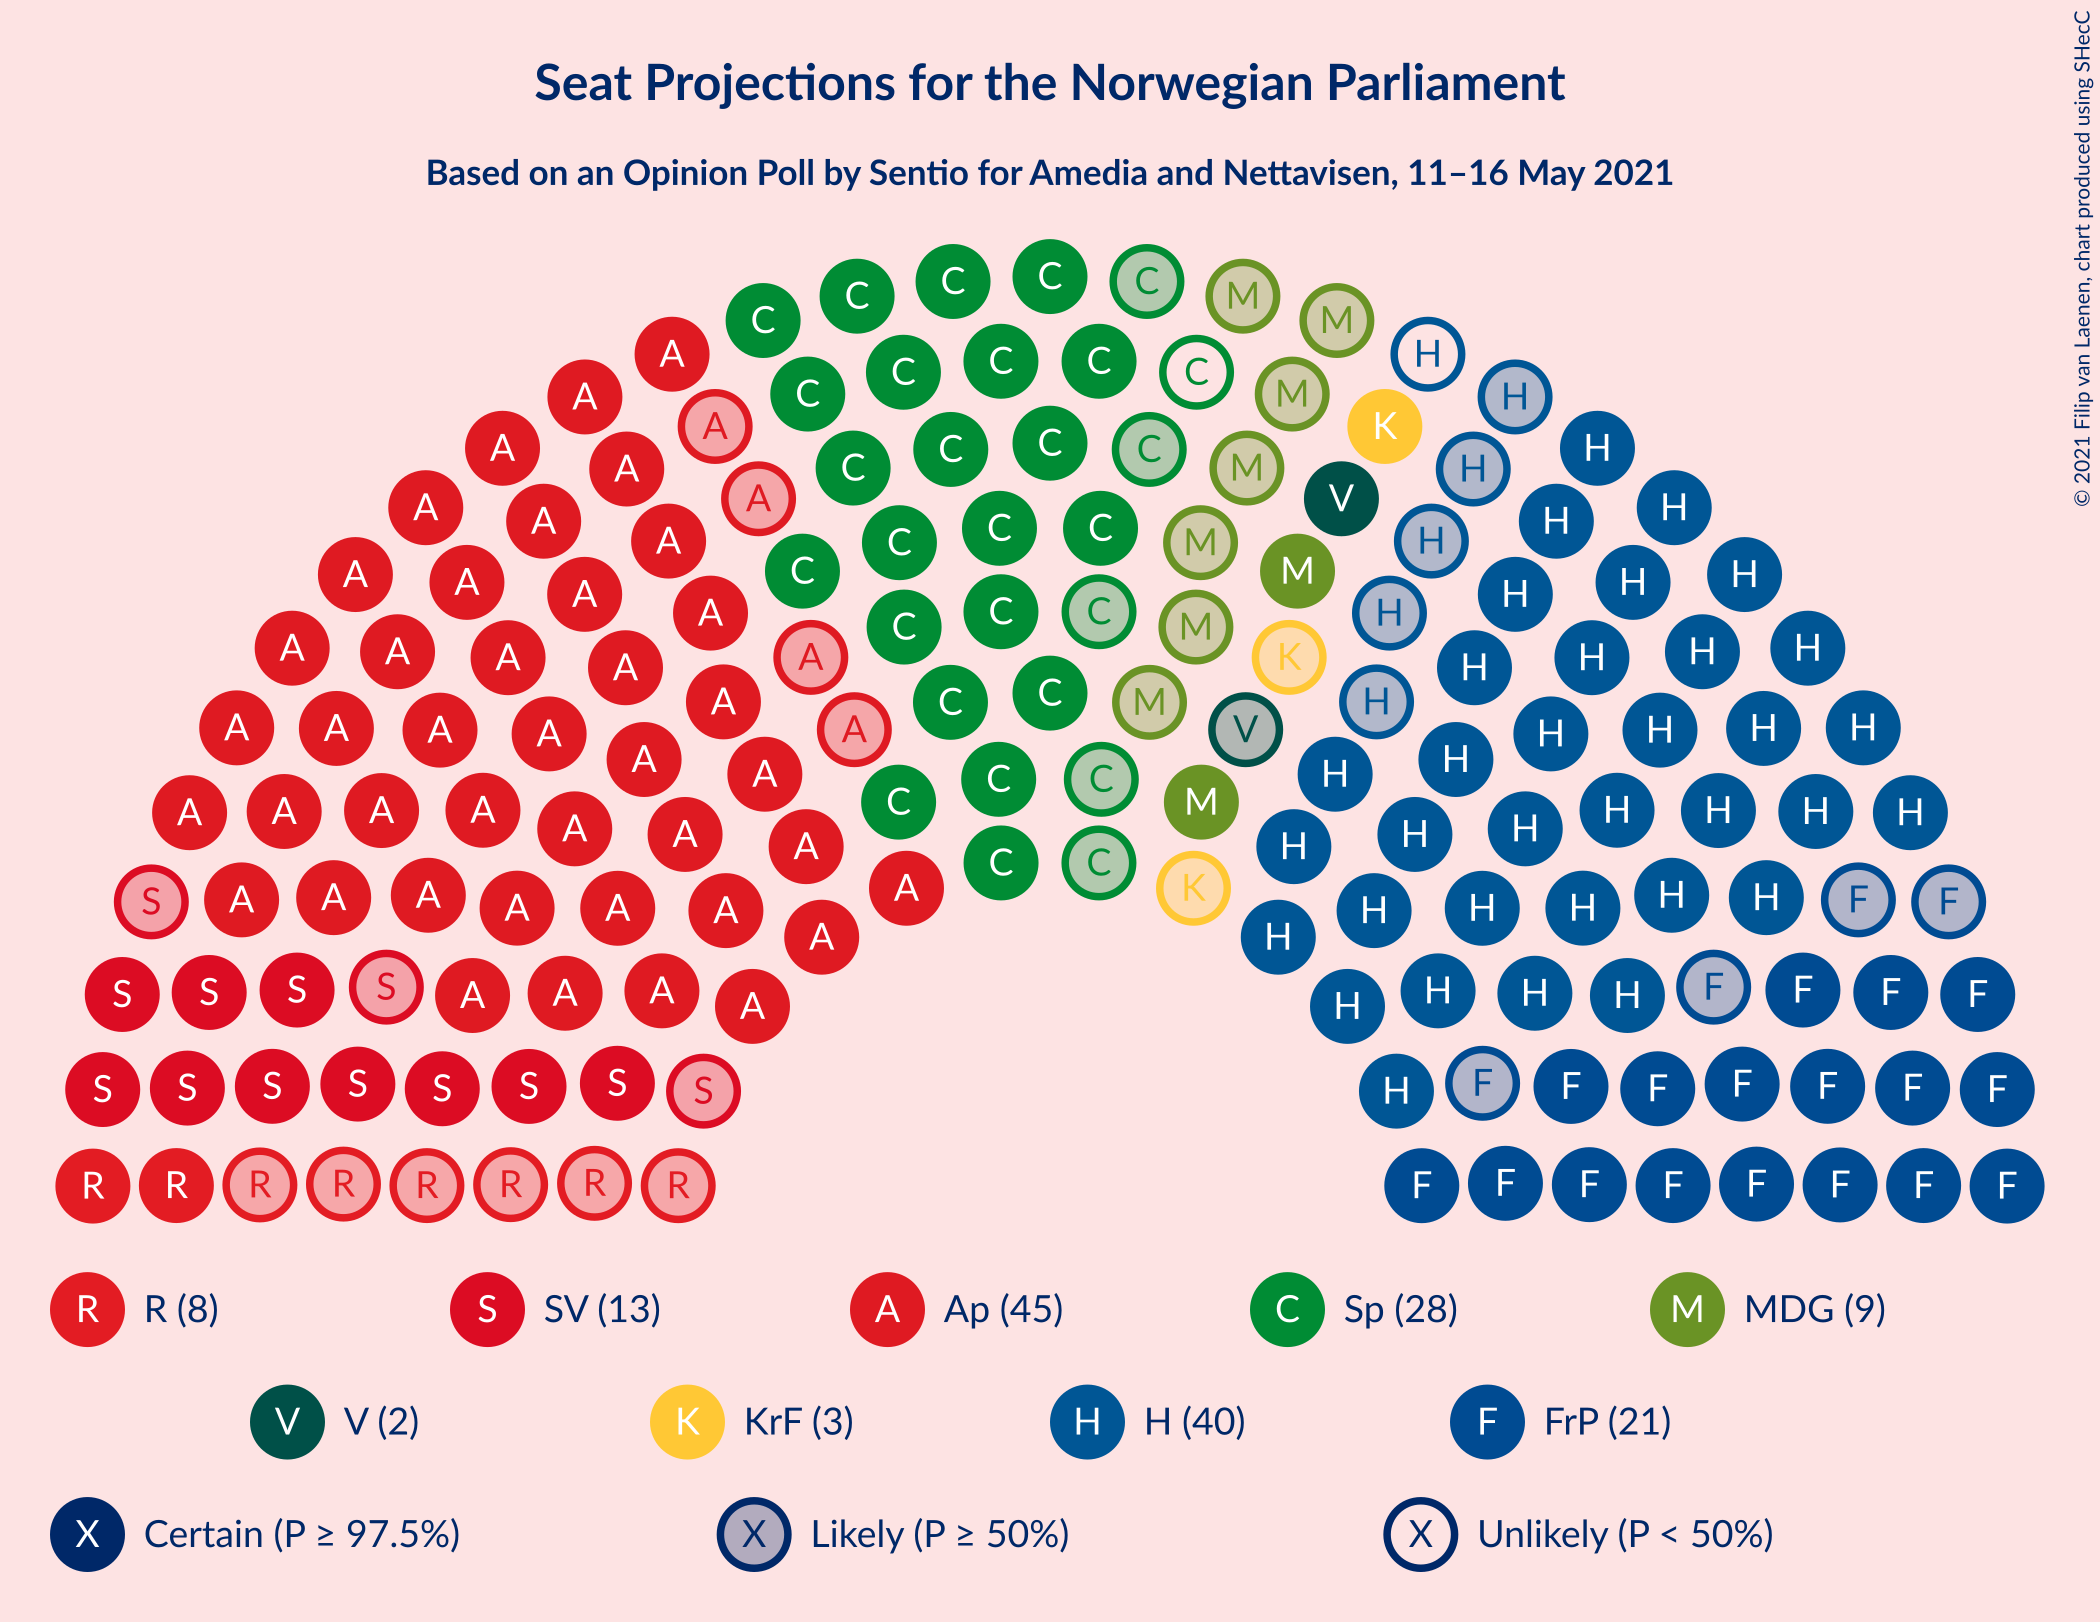 Seat Projections for the Norwegian Parliament
Based on an Opinion Poll by Sentio for Amedia and Nettavisen, 11–16 May 2021
© 2021 Filip van Laenen, chart produced using SHecC
C C C C C M M
A C C C C C M K H H
A A A C C C C M V H H H
A A A A C C C C M M H H H H
A A A A A C C C M K H H H H H
A A A A A A C C M V H H H H H H
A A A A A A A C C C M H H H H H H H
A A A A A A A A C C K H H H H H H H H
S A A A A A A A A H H H H H H F F
S S S S A A A A H H H H F F F F
S S S S S S S S H F F F F F F F
R R R R R R R R F F F F F F F F
R R (8) S SV (13) A Ap (45) C Sp (28) M MDG (9)
V V (2) K KrF (3) H H (40) F FrP (21)
X Certain (P ≥ 97.5%) X Likely (P ≥ 50%) X Unlikely (P < 50%)